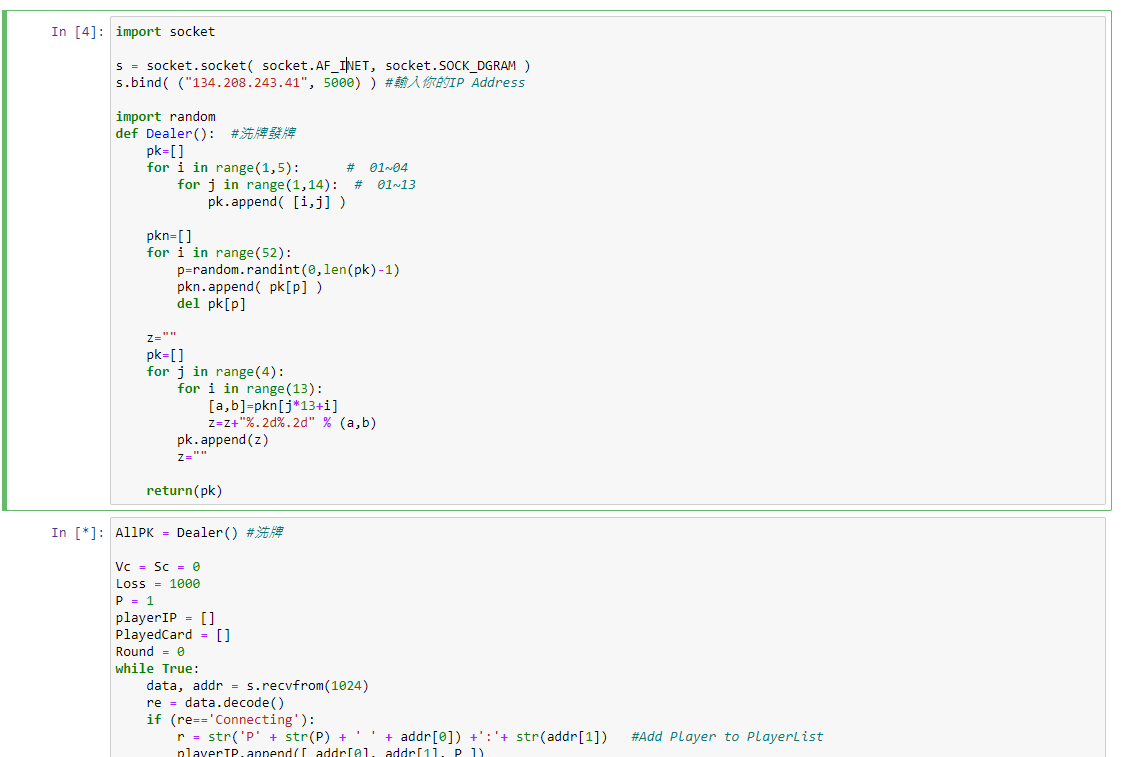 In [4]: import socket
s = socket.socket( socket.AF_INET, socket.SOCK_DGRAM )
s.bind( ("134.208.243.41", 5000) ) #輸入你的IP Address
import random
def Dealer():  #洗牌發牌
    pk=[]
    for i in range(1,5):      #  01~04
        for j in range(1,14):  #  01~13
            pk.append( [i,j] )
    pkn=[]
    for i in range(52):
        p=random.randint(0,len(pk)-1)
        pkn.append( pk[p] )
        del pk[p]
    z=""
    pk=[]
    for j in range(4):
        for i in range(13):
            [a,b]=pkn[j*13+i]
            z=z+"%.2d%.2d" % (a,b)
        pk.append(z)
        z=""
    return(pk)
In [*]: AllPK = Dealer() #洗牌
Vc = Sc = 0
Loss = 1000
P = 1
playerIP = []
PlayedCard = []
Round = 0
while True:
    data, addr = s.recvfrom(1024)
    re = data.decode()
    if (re=='Connecting'):
        r = str('P' + str(P) + ' ' + addr[0]) +':'+ str(addr[1])   #Add Player to PlayerList
        playerIP.append([ addr[0], addr[1], P ])